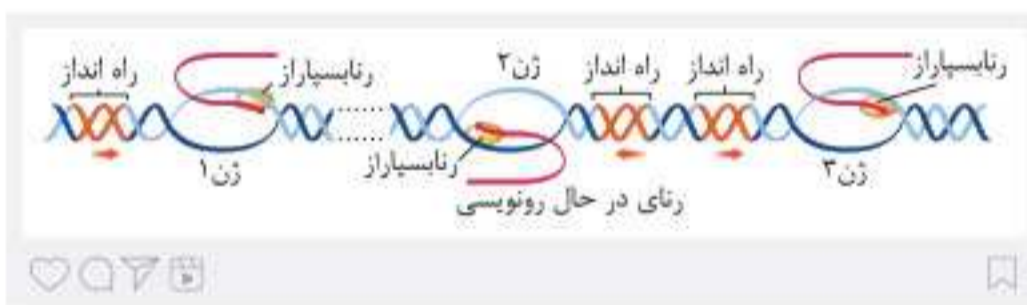 راه انداز
رنابسپاراز
ژن۲
راه انداز
راه انداز
رنابسپاراز
ژن۱
رنابسپاراز
ژن۳
رنای در حال رونویسی